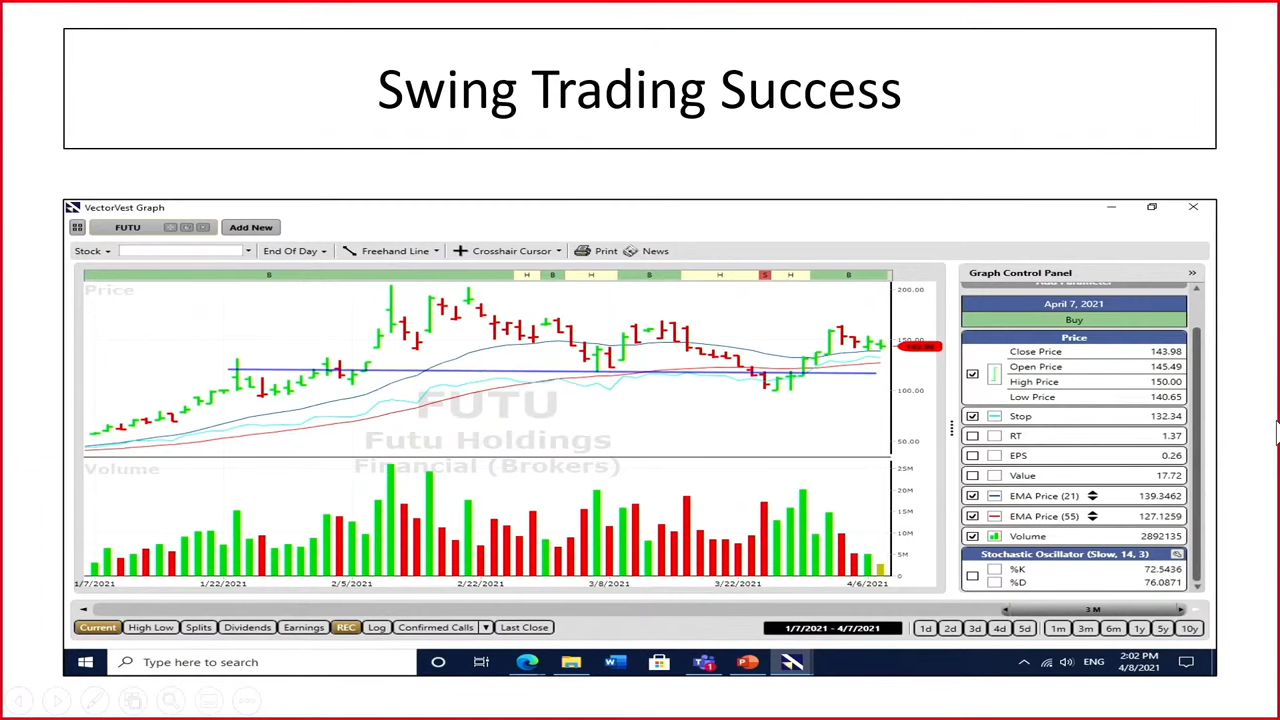 Swing Trading Success
VectorVest Graph
FUTU
Add New
Stock
End Of Day
Freehand Line
Crosshair Cursor
Print
News
B H B H B H S H B
Price
200.00
150.00
100.00
50.00
FUTU
Futu Holdings
Financial (Brokers)
Volume
25M
20M
15M
10M
5M
0
1/7/2021 1/22/2021 2/5/2021 2/22/2021 3/8/2021 3/22/2021 4/6/2021
Graph Control Panel
Add Parameter
April 7, 2021
Buy
Price
Close Price 143.98
Open Price 145.49
High Price 150.00
Low Price 140.65
Stop 132.34
RT 1.37
EPS 0.26
Value 17.72
EMA Price (21) 139.3462
EMA Price (55) 127.1259
Volume 2892135
Stochastic Oscillator (Slow, 14, 3)
%K 72.5436
%D 76.0871
3 M
Current High Low Splits Dividends Earnings REC Log Confirmed Calls Last Close
1/7/2021 - 4/7/2021
1d 2d 3d 4d 5d 1m 3m 6m 1y 5y 10y
Type here to search
ENG
2:02 PM
4/8/2021